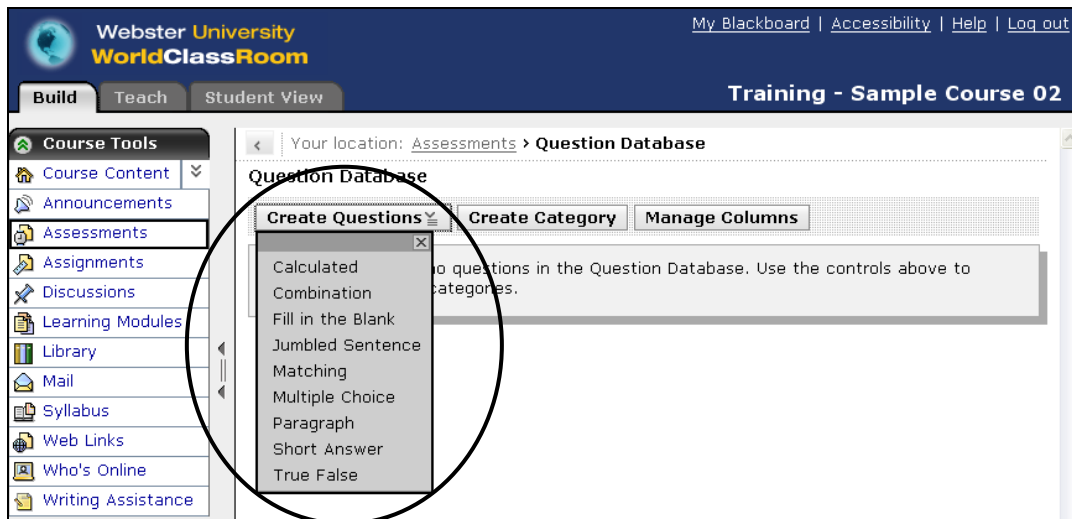 Webster University
WorldClassRoom
My Blackboard | Accessibility | Help | Log out
Build Teach Student View
Training - Sample Course 02
Course Tools
Course Content
Announcements
Assessments
Assignments
Discussions
Learning Modules
Library
Mail
Syllabus
Web Links
Who's Online
Writing Assistance
Your location: Assessments > Question Database
Question Database
Create Questions Create Category Manage Columns
no questions in the Question Database. Use the controls above to
categories.
Calculated
Combination
Fill in the Blank
Jumbled Sentence
Matching
Multiple Choice
Paragraph
Short Answer
True False